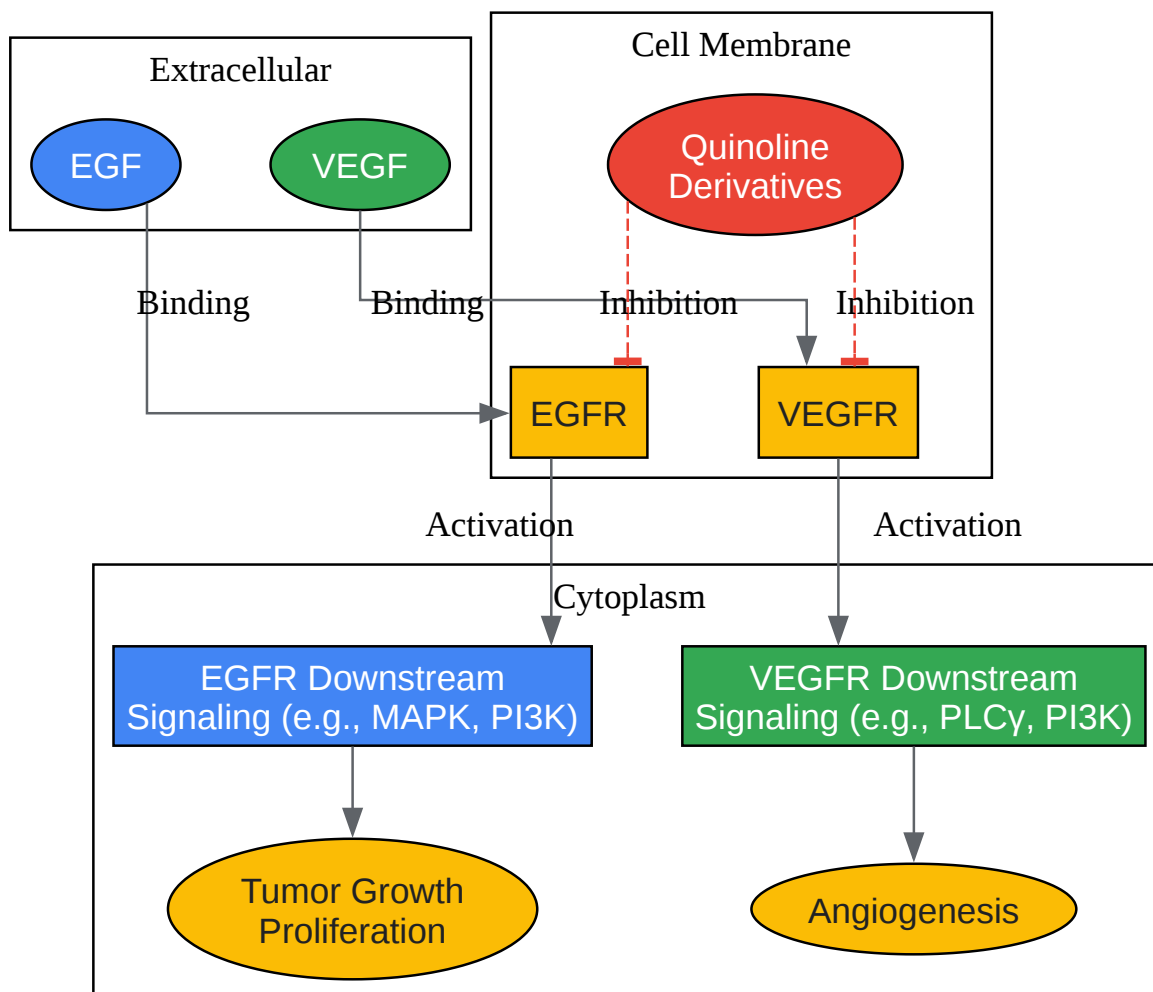 Cell Membrane
Extracellular
EGF
VEGF
Quinoline
Derivatives
Binding
Binding
Inhibition
Inhibition
EGFR
VEGFR
Activation
Activation
Cytoplasm
EGFR Downstream
Signaling (e.g., MAPK, PI3K)
VEGFR Downstream
Signaling (e.g., PLCγ, PI3K)
Tumor Growth
Proliferation
Angiogenesis